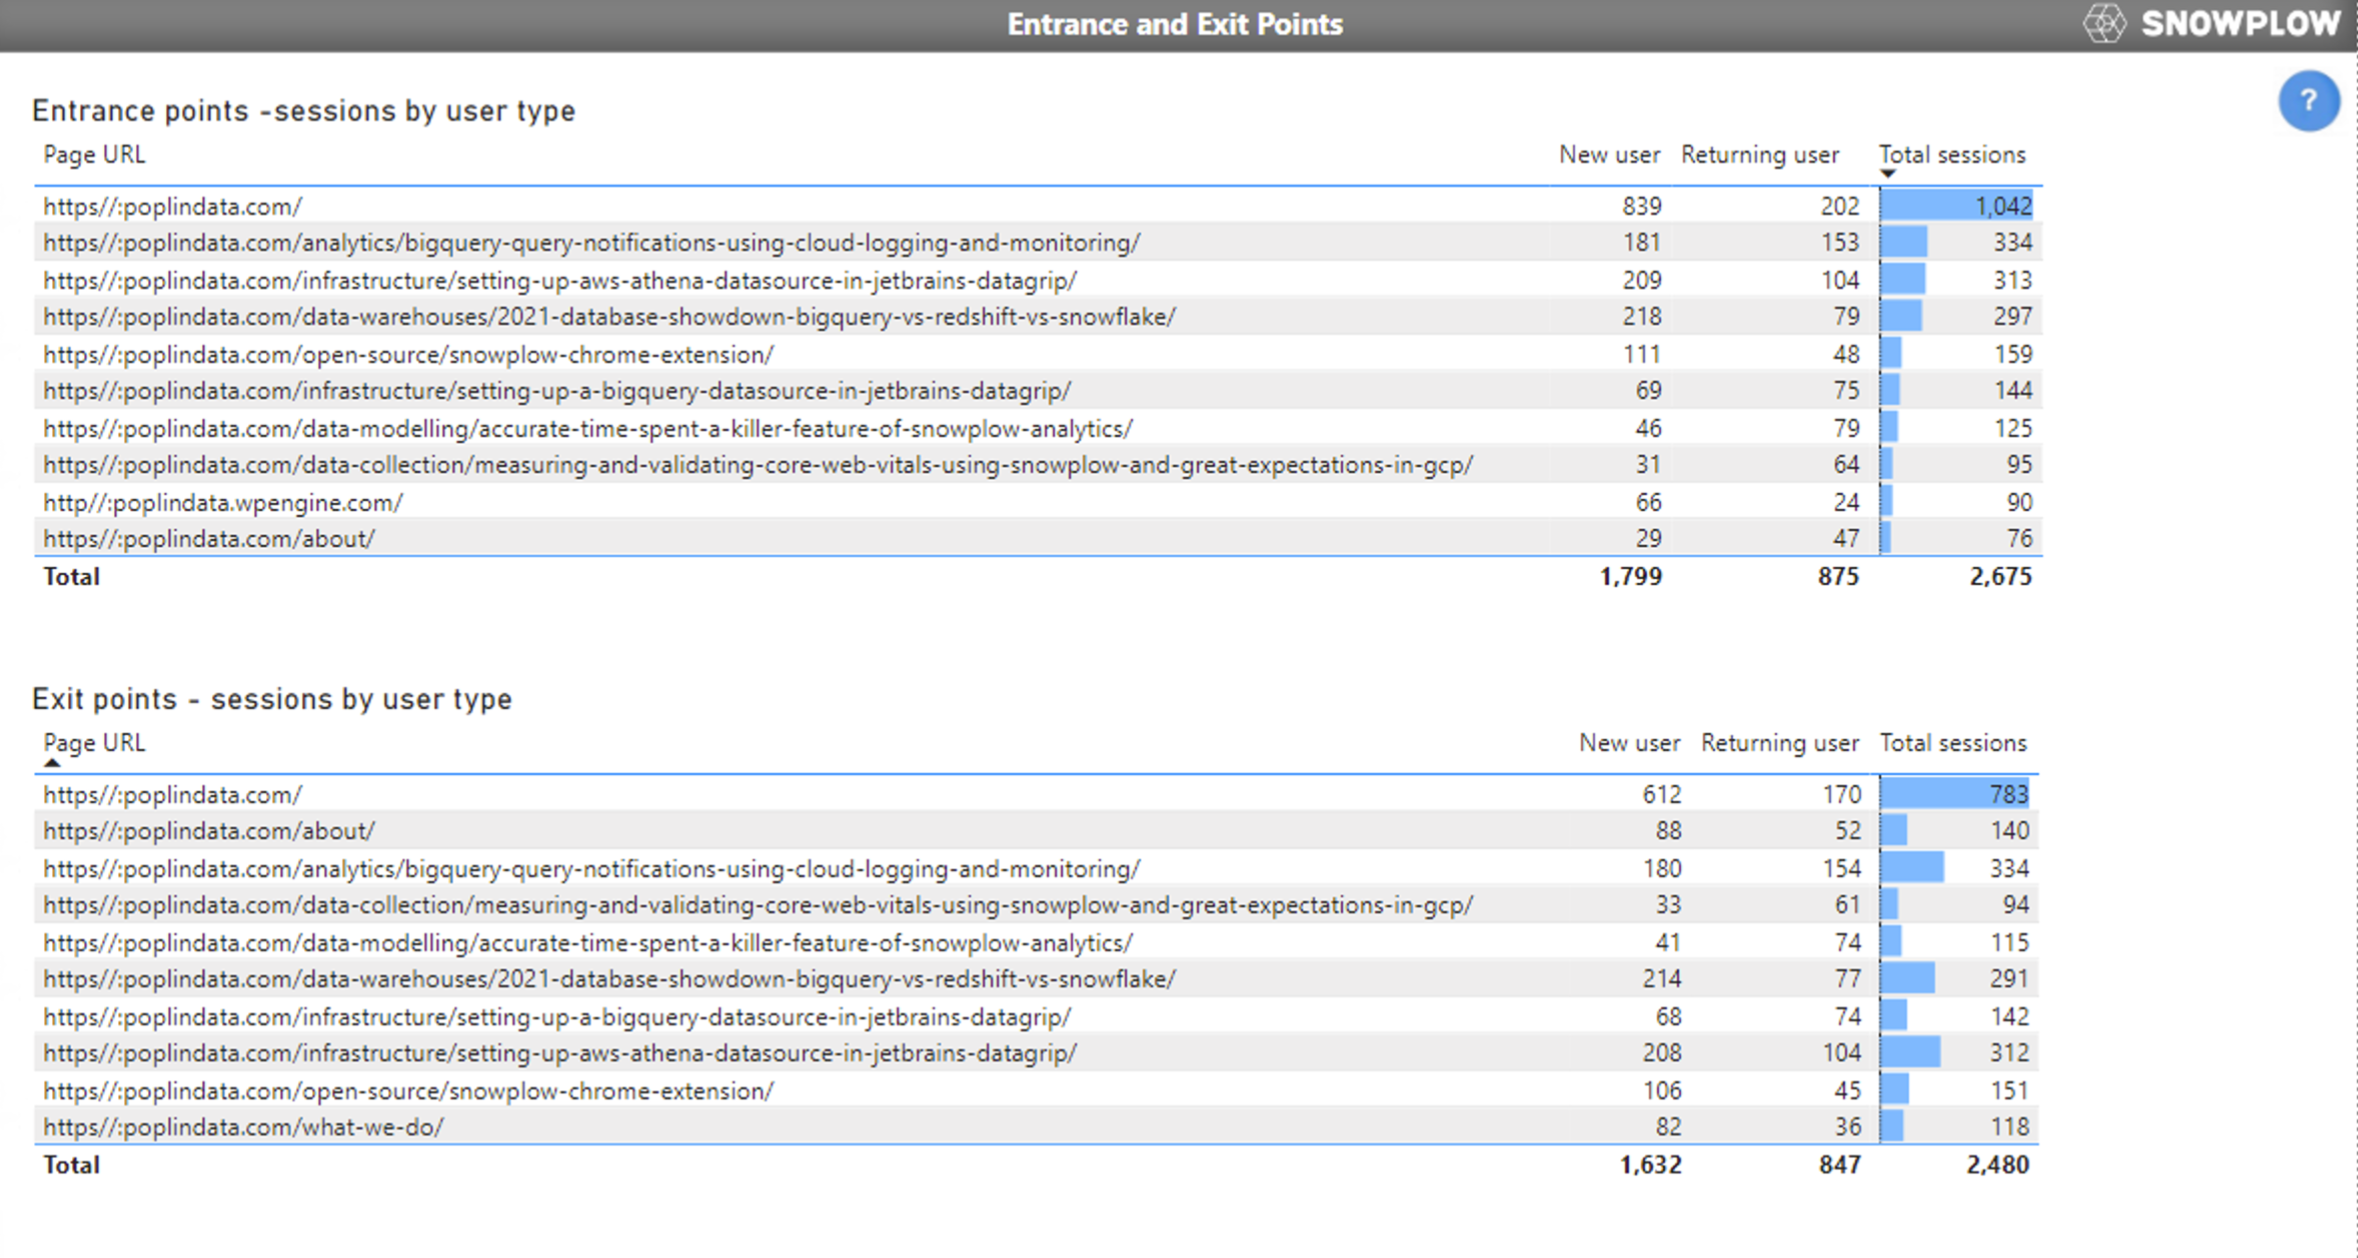 Entrance and Exit Points
SNOWPLOW
?
Entrance points -sessions by user type
Page URL New user Returning user Total sessions
https//:poplindata.com/ 839 202 1,042
https//:poplindata.com/analytics/bigquery-query-notifications-using-cloud-logging-and-monitoring/ 181 153 334
https//:poplindata.com/infrastructure/setting-up-aws-athena-datasource-in-jetbrains-datagrip/ 209 104 313
https//:poplindata.com/data-warehouses/2021-database-showdown-bigquery-vs-redshift-vs-snowflake/ 218 79 297
https//:poplindata.com/open-source/snowplow-chrome-extension/ 111 48 159
https//:poplindata.com/infrastructure/setting-up-a-bigquery-datasource-in-jetbrains-datagrip/ 69 75 144
https//:poplindata.com/data-modelling/accurate-time-spent-a-killer-feature-of-snowplow-analytics/ 46 79 125
https//:poplindata.com/data-collection/measuring-and-validating-core-web-vitals-using-snowplow-and-great-expectations-in-gcp/ 31 64 95
http//:poplindata.wpengine.com/ 66 24 90
https//:poplindata.com/about/ 29 47 76
Total 1,799 875 2,675
Exit points - sessions by user type
Page URL New user Returning user Total sessions
https//:poplindata.com/ 612 170 783
https//:poplindata.com/about/ 88 52 140
https//:poplindata.com/analytics/bigquery-query-notifications-using-cloud-logging-and-monitoring/ 180 154 334
https//:poplindata.com/data-collection/measuring-and-validating-core-web-vitals-using-snowplow-and-great-expectations-in-gcp/ 33 61 94
https//:poplindata.com/data-modelling/accurate-time-spent-a-killer-feature-of-snowplow-analytics/ 41 74 115
https//:poplindata.com/data-warehouses/2021-database-showdown-bigquery-vs-redshift-vs-snowflake/ 214 77 291
https//:poplindata.com/infrastructure/setting-up-a-bigquery-datasource-in-jetbrains-datagrip/ 68 74 142
https//:poplindata.com/infrastructure/setting-up-aws-athena-datasource-in-jetbrains-datagrip/ 208 104 312
https//:poplindata.com/open-source/snowplow-chrome-extension/ 106 45 151
https//:poplindata.com/what-we-do/ 82 36 118
Total 1,632 847 2,480